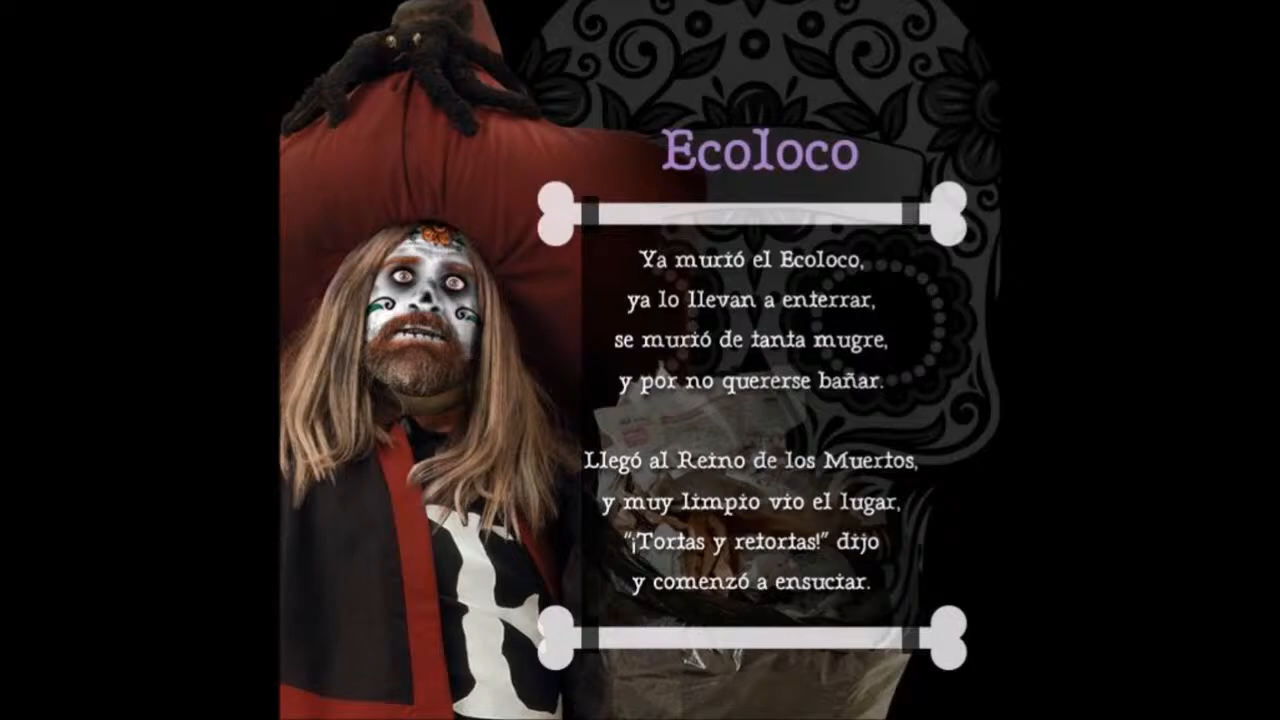 Ecoloco
Ya murió el Ecoloco,
ya lo llevan a enterrar,
se murió de tanta mugre,
y por no quererse bañar.
Llegó al Reino de los Muertos,
y muy limpio vio el lugar,
“¡Tortas y retortas!” dijo
y comenzó a ensuciar.